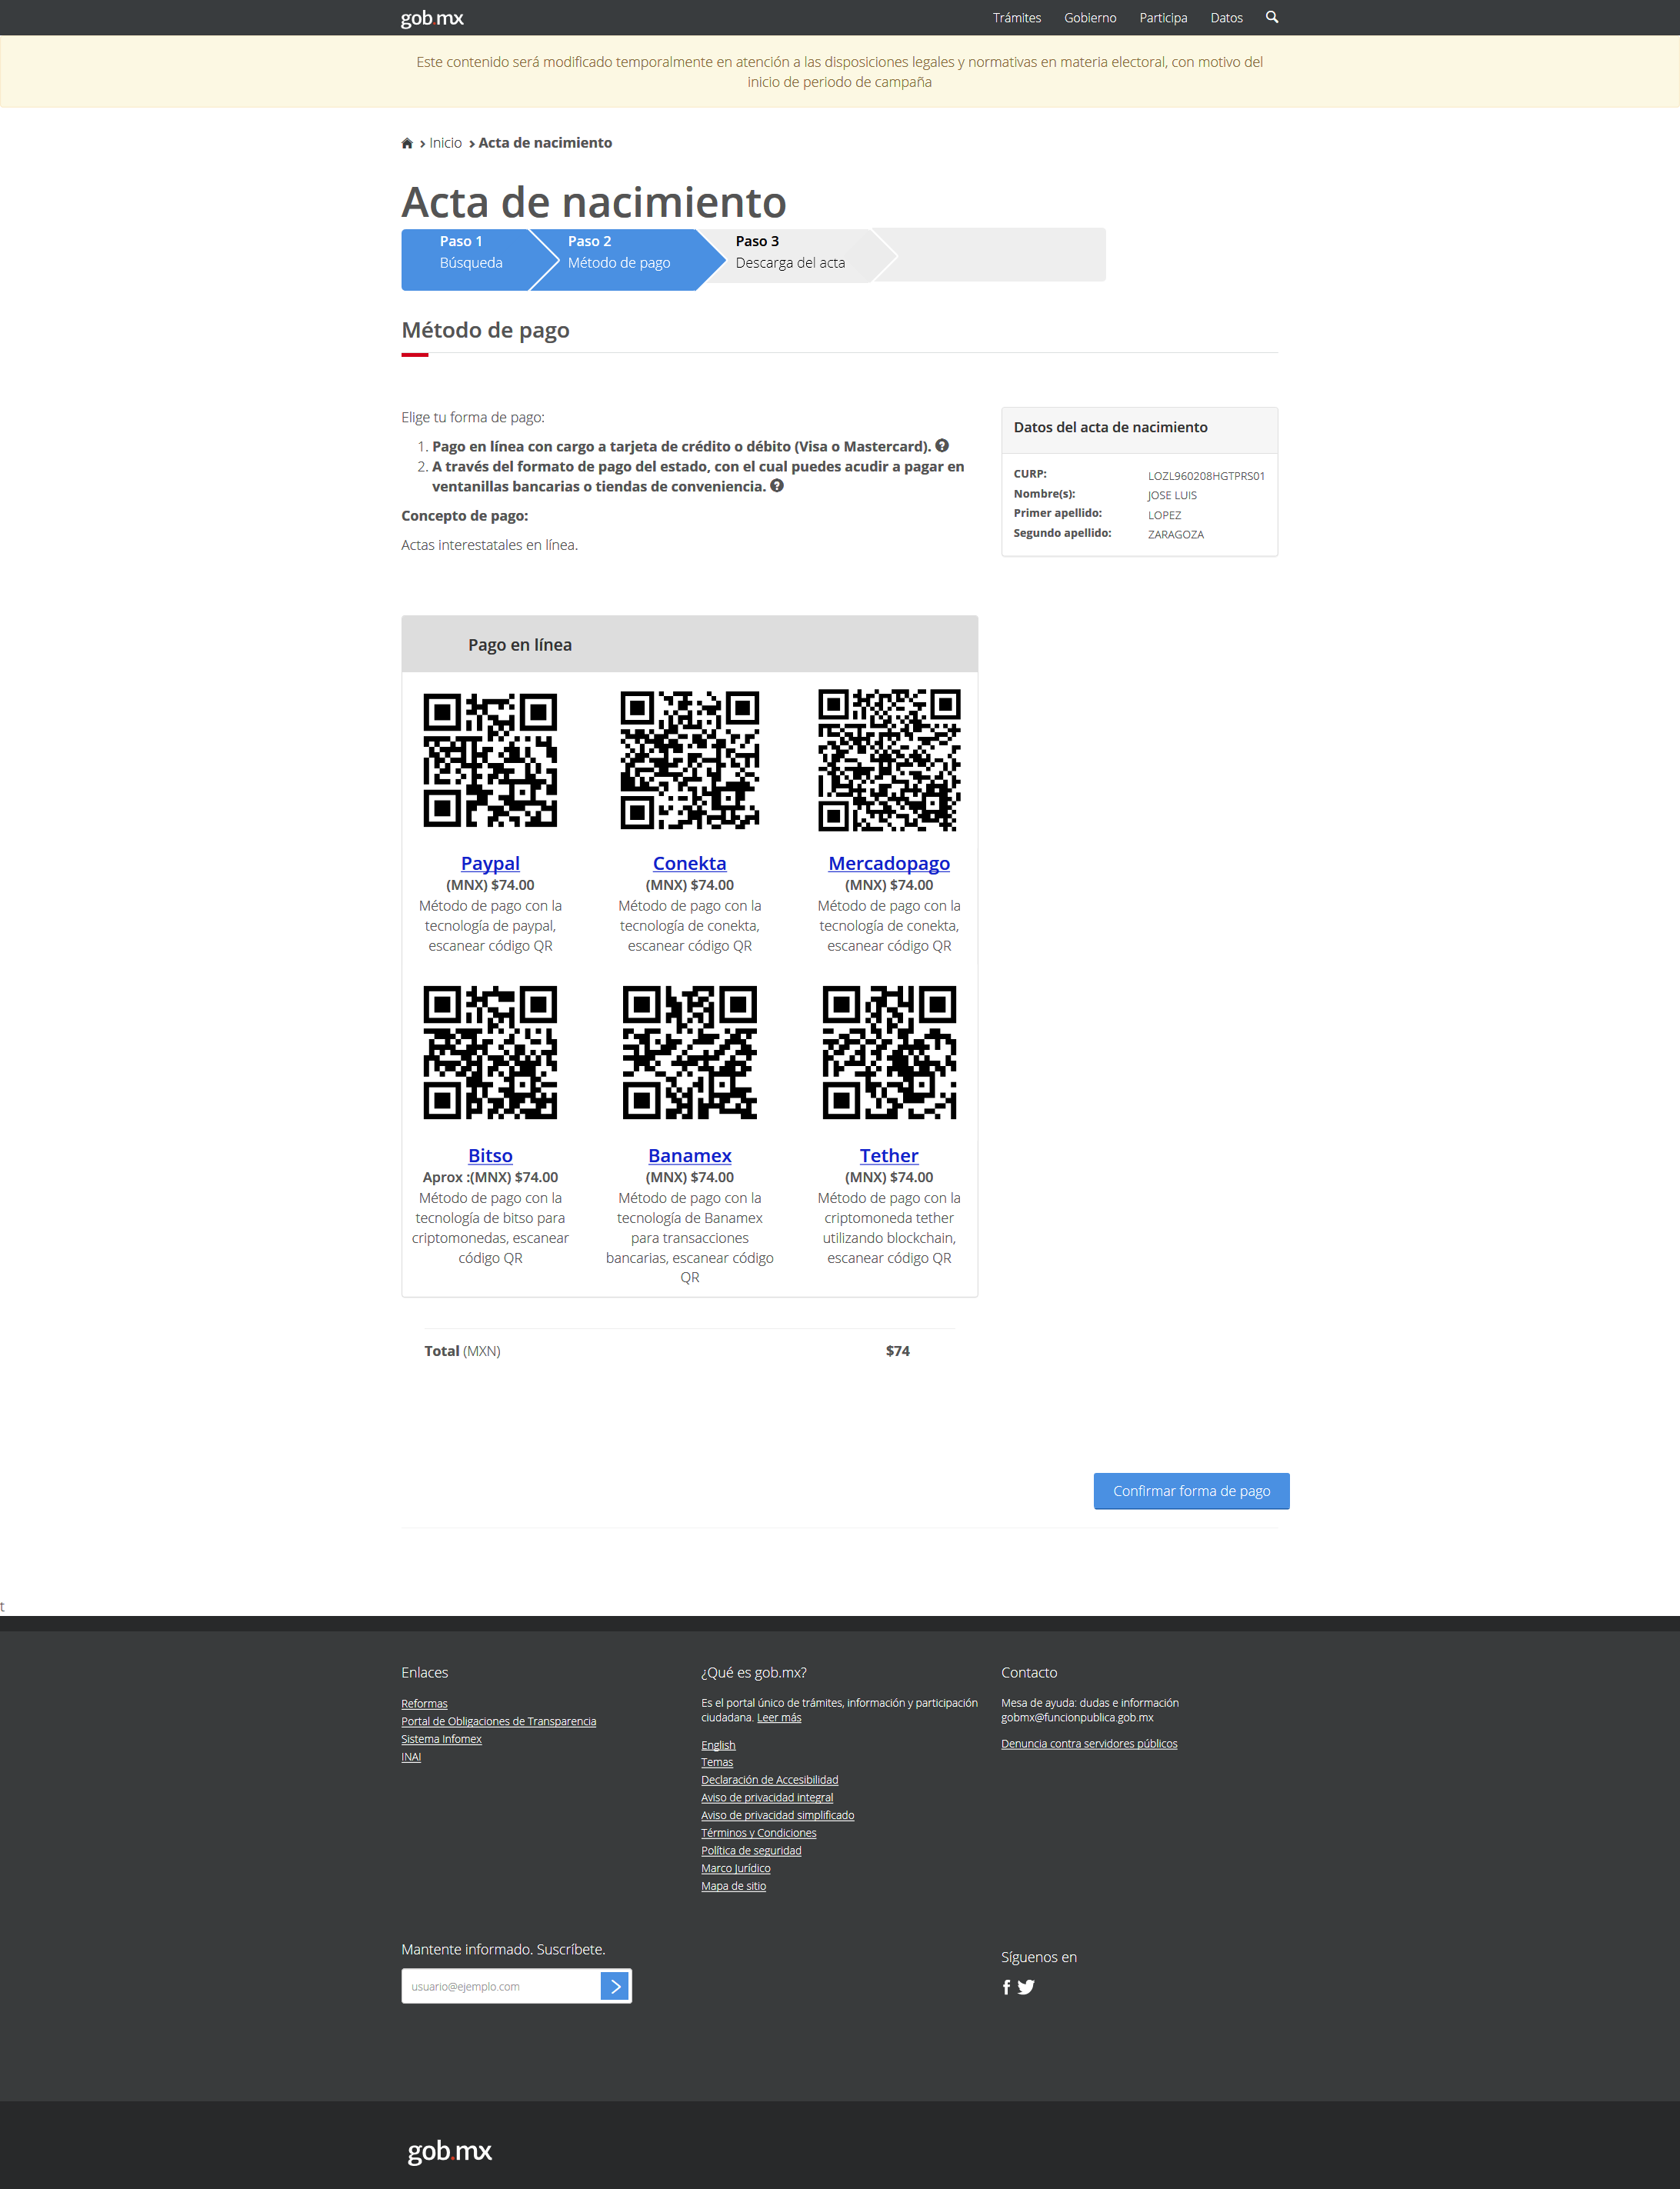 gob.mx
Trámites Gobierno Participa Datos
Este contenido será modificado temporalmente en atención a las disposiciones legales y normativas en materia electoral, con motivo del
inicio de periodo de campaña
Inicio Acta de nacimiento
Acta de nacimiento
Paso 1
Búsqueda
Paso 2
Método de pago
Paso 3
Descarga del acta
Método de pago
Elige tu forma de pago:
1. Pago en línea con cargo a tarjeta de crédito o débito (Visa o Mastercard).
2. A través del formato de pago del estado, con el cual puedes acudir a pagar en
ventanillas bancarias o tiendas de conveniencia.
Concepto de pago:
Actas interestatales en línea.
Datos del acta de nacimiento
CURP: LOZL960208HGTPRS01
Nombre(s): JOSE LUIS
Primer apellido: LOPEZ
Segundo apellido: ZARAGOZA
Pago en línea
Paypal
(MNX) $74.00
Método de pago con la
tecnología de paypal,
escanear código QR
Conekta
(MNX) $74.00
Método de pago con la
tecnología de conekta,
escanear código QR
Mercadopago
(MNX) $74.00
Método de pago con la
tecnología de conekta,
escanear código QR
Bitso
Aprox :(MNX) $74.00
Método de pago con la
tecnología de bitso para
criptomonedas, escanear
código QR
Banamex
(MNX) $74.00
Método de pago con la
tecnología de Banamex
para transacciones
bancarias, escanear código
QR
Tether
(MNX) $74.00
Método de pago con la
criptomoneda tether
utilizando blockchain,
escanear código QR
Total (MXN) $74
Confirmar forma de pago
t
Enlaces
Reformas
Portal de Obligaciones de Transparencia
Sistema Infomex
INAI
¿Qué es gob.mx?
Es el portal único de trámites, información y participación
ciudadana. Leer más
English
Temas
Declaración de Accesibilidad
Aviso de privacidad integral
Aviso de privacidad simplificado
Términos y Condiciones
Política de seguridad
Marco Jurídico
Mapa de sitio
Contacto
Mesa de ayuda: dudas e información
gobmx@funcionpublica.gob.mx
Denuncia contra servidores públicos
Mantente informado. Suscríbete.
usuario@ejemplo.com
Síguenos en
gob.mx